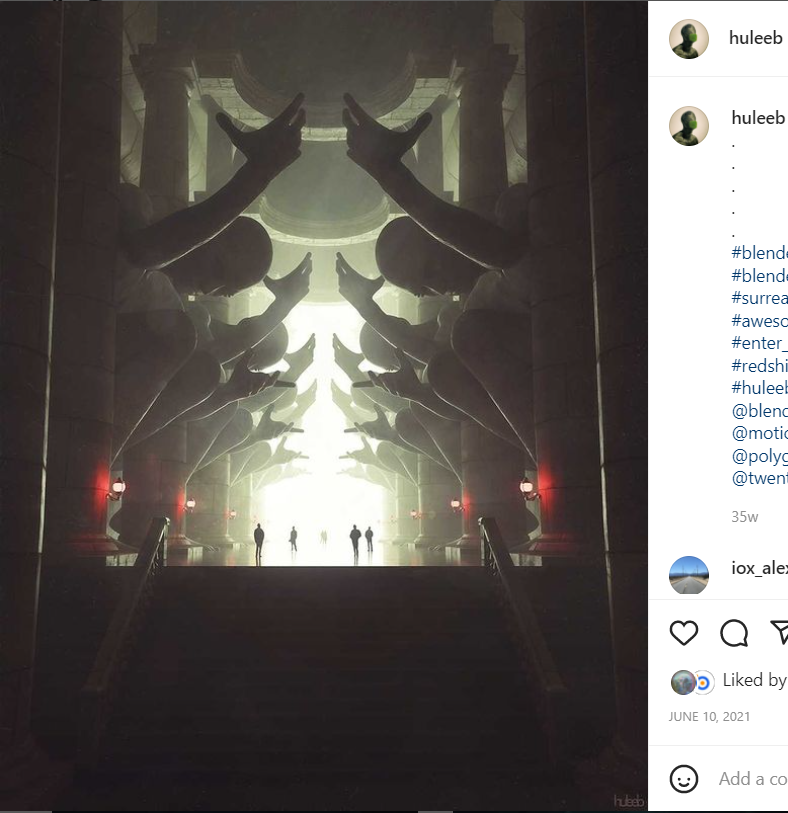 huleeb
huleeb
.
.
.
.
.
#blende
#blende
#surrea
#aweso
#enter_
#redshi
#huleeb
@blend
@motio
@polyg
@twent
35w
iox_alex
Liked by
JUNE 10, 2021
Add a co
huleeb